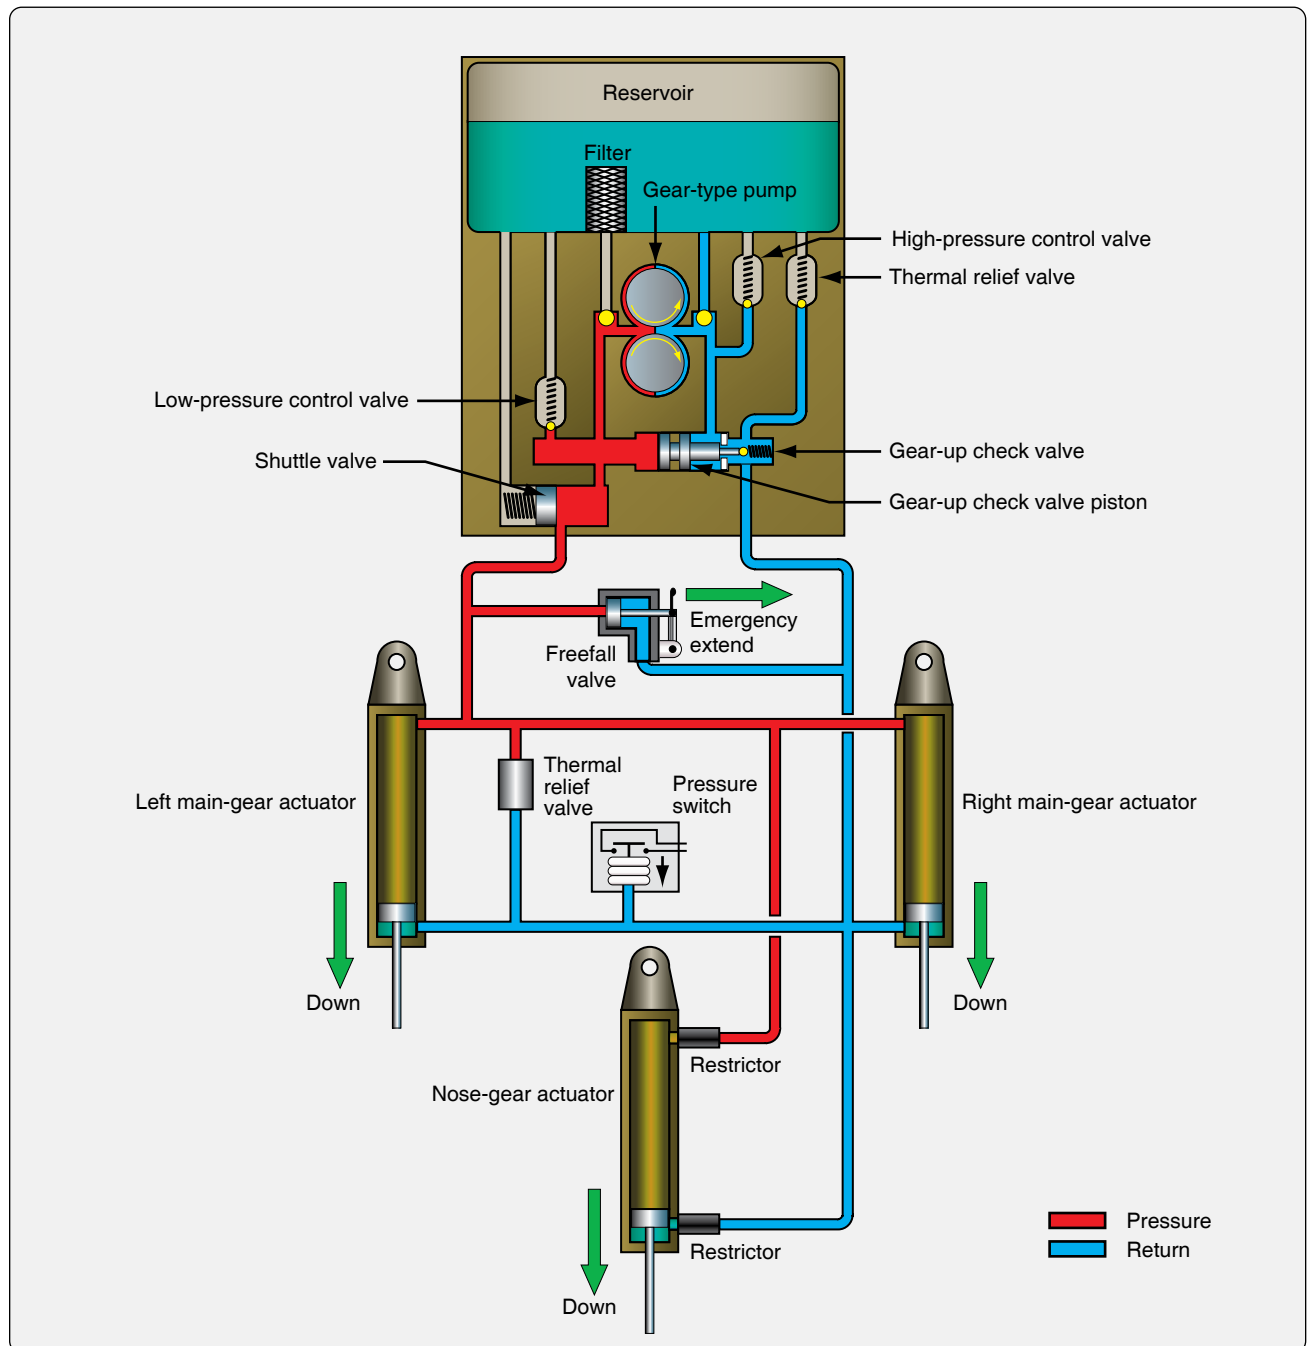 Reservoir
Filter
Gear-type pump
High-pressure control valve
Thermal relief valve
Low-pressure control valve
Gear-up check valve
Shuttle valve
Gear-up check valve piston
Emergency
extend
Freefall
valve
Thermal
relief
valve
Pressure
switch
Left main-gear actuator
Right main-gear actuator
Down
Down
Restrictor
Nose-gear actuator
Restrictor
Down
Pressure
Return